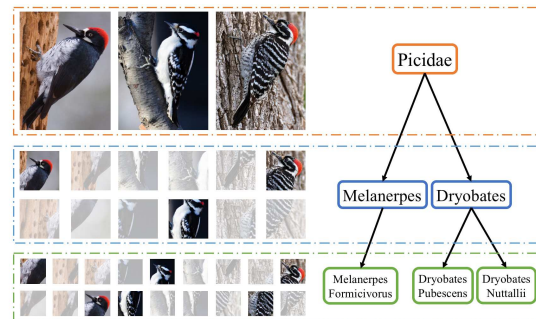 Picidae
Melanerpes
Dryobates
Melanerpes
Formicivorus
Dryobates
Pubescens
Dryobates
Nuttallii